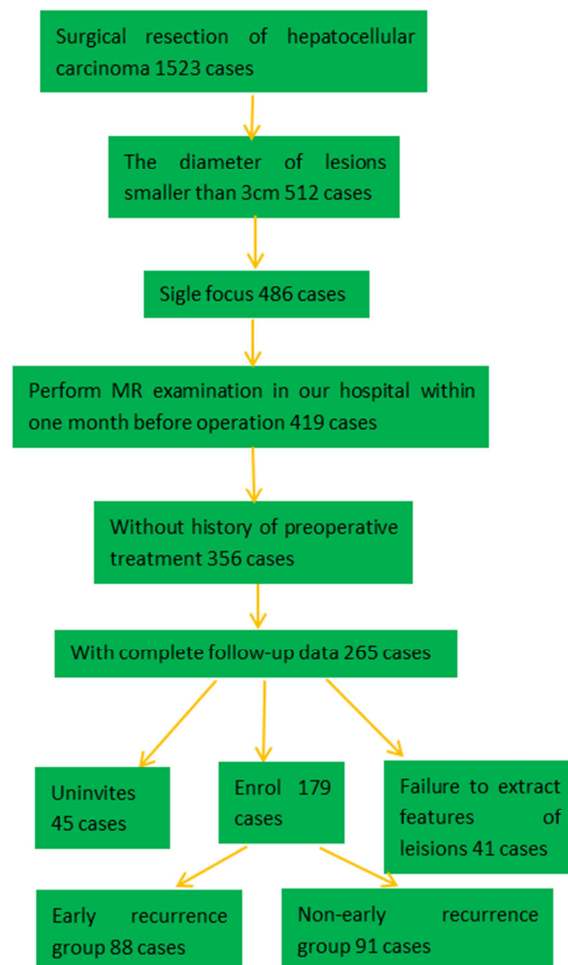 Surgical resection of hepatocellular
carcinoma 1523 cases
The diameter of lesions
smaller than 3cm 512 cases
Sigle focus 486 cases
Perform MR examination in our hospital within
one month before operation 419 cases
Without history of preoperative
treatment 356 cases
With complete follow-up data 265 cases
Uninvites
45 cases
Enrol 179
cases
Failure to extract
features of
leisions 41 cases
Early recurrence
group 88 cases
Non-early recurrence
group 91 cases